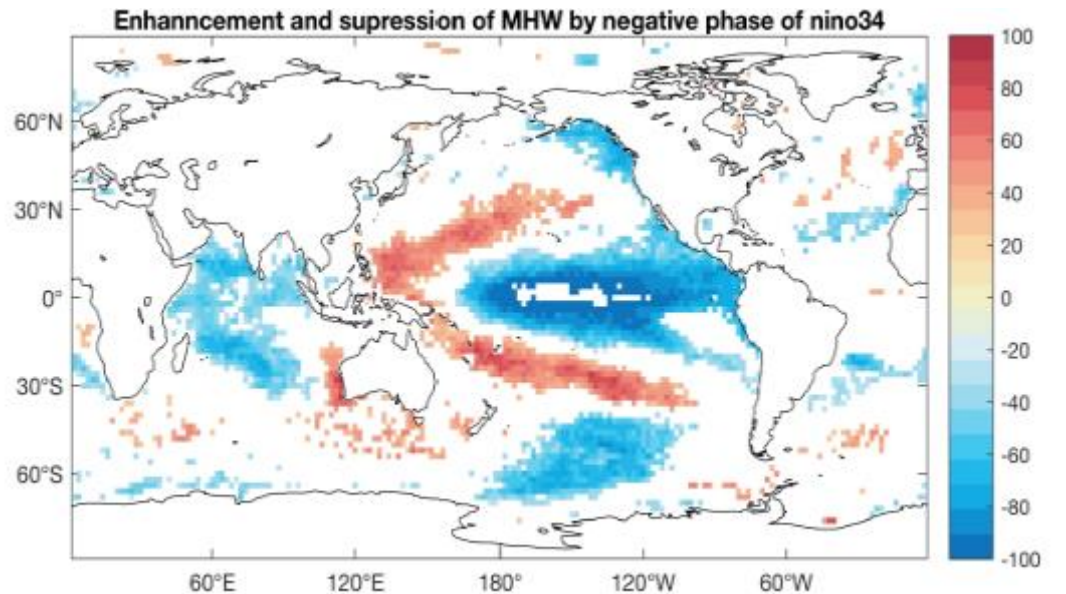 Enhanncement and supression of MHW by negative phase of nino34
100
80
60
40
20
0
-20
-40
-60
-80
-100
60°N
30°N
0°
30°S
60°S
60°E 120°E 180° 120°W 60°W